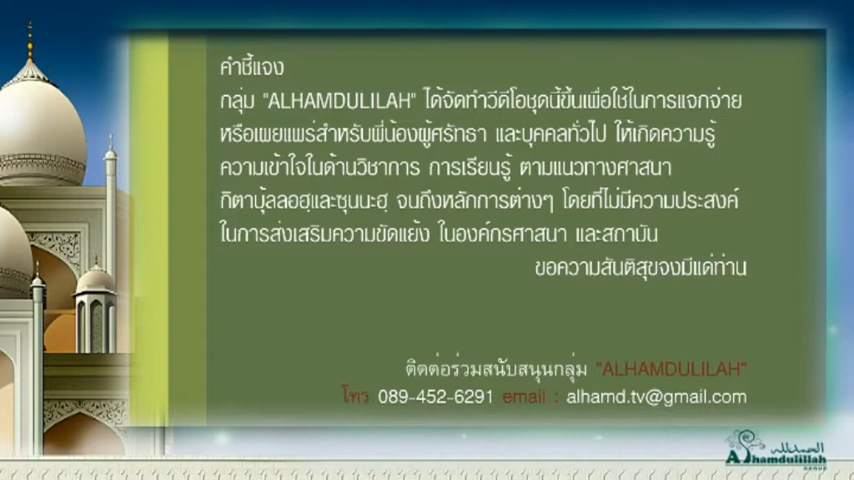 คำชี้แจง
กลุ่ม "ALHAMDULILAH" ได้จัดทำวีดีโอชุดนี้ขึ้นเพื่อใช้ในการแจกจ่าย
หรือเผยแพร่สำหรับพี่น้องผู้ศรัทธา และบุคคลทั่วไป ให้เกิดความรู้
ความเข้าใจในด้านวิชาการ การเรียนรู้ ตามแนวทางศาสนา
กิตาบุ้ลลอฮฺและซุนนะฮฺ จนถึงหลักการต่างๆ โดยที่ไม่มีความประสงค์
ในการส่งเสริมความขัดแย้ง ในองค์กรศาสนา และสถาบัน
ขอความสันติสุขจงมีแด่ท่าน
ติดต่อร่วมสนับสนุนกลุ่ม "ALHAMDULILAH"
โทร 089-452-6291 email : alhamd.tv@gmail.com
الحمدلله
Alhamdulillah
GROUP